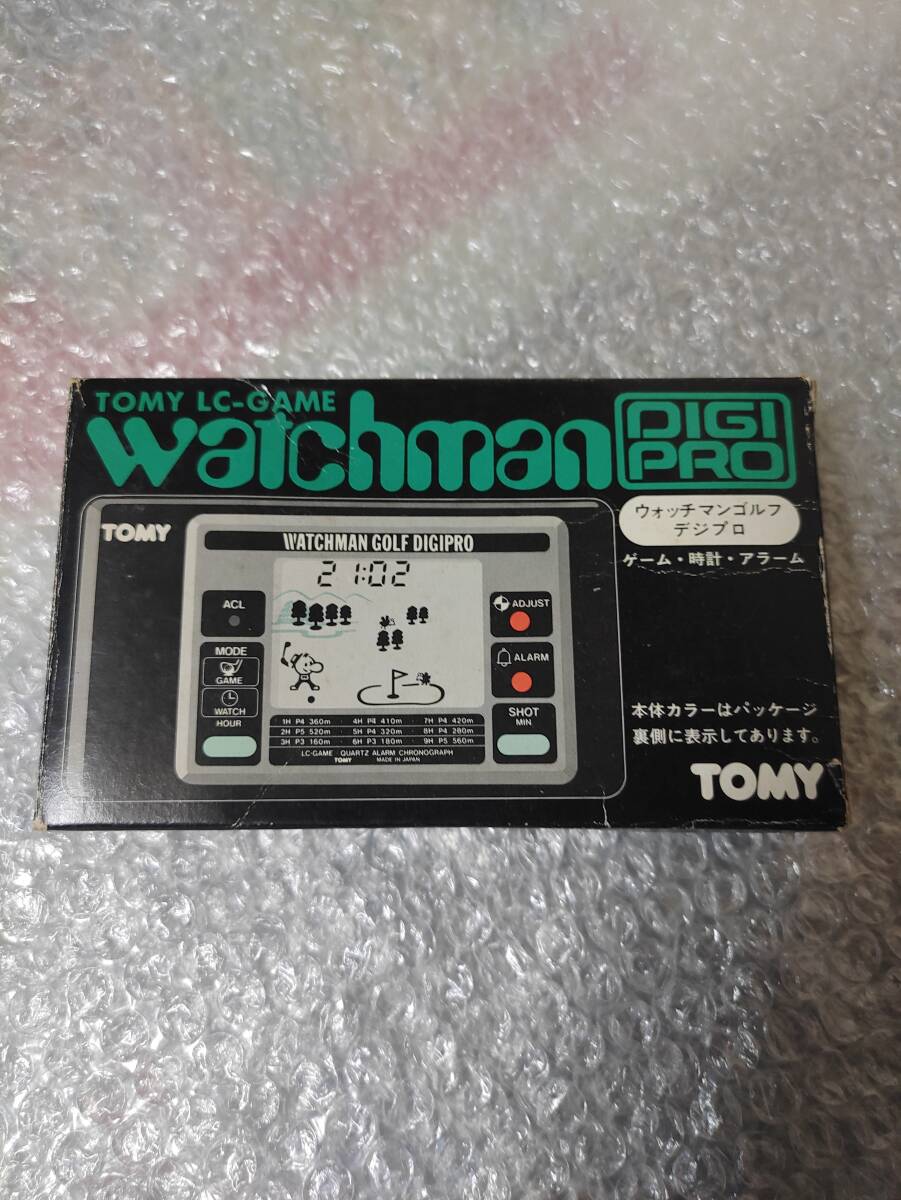 TOMY LC-GAME
watchman
DIGI
PRO
ウォッチマンゴルフ
デジプロ
ゲーム・時計・アラーム
TOMY
WATCHMAN GOLF DIGIPRO
21:02
ACL
MODE
GAME
WATCH
HOUR
ADJUST
ALARM
SHOT
MIN
1H P4 360m · 4H P4 410m · 7H P4 420m
2H P5 520m · 5H P4 320m · 8H P4 280m
3H P3 160m · 6H P3 180m · 9H P5 560m
LC-GAME QUARTZ ALARM CHRONOGRAPH
TOMY MADE IN JAPAN
本体カラーはパッケージ
裏側に表示してあります。
TOMY